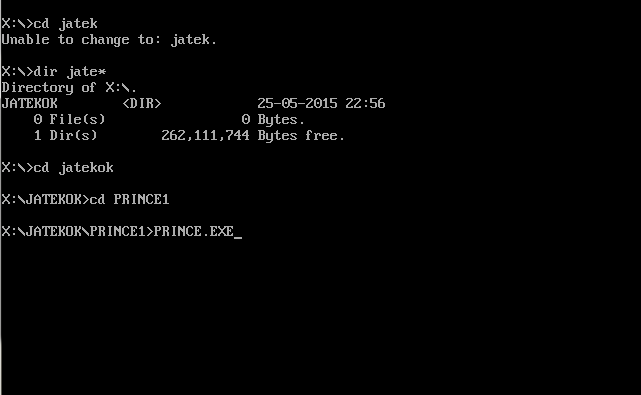 X:\>cd jatek
Unable to change to: jatek.
X:\>dir jate*
Directory of X:\.
JATEKOK <DIR> 25-05-2015 22:56
0 File(s) 0 Bytes.
1 Dir(s) 262,111,744 Bytes free.
X:\>cd jatekok
X:\JATEKOK>cd PRINCE1
X:\JATEKOK\PRINCE1>PRINCE.EXE_